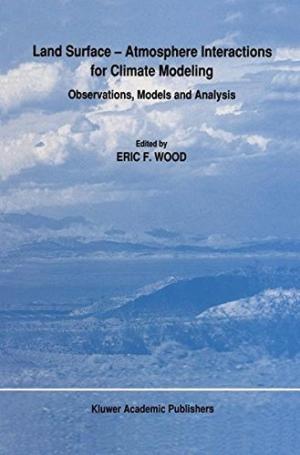 Land Surface – Atmosphere Interactions
for Climate Modeling
Observations, Models and Analysis
Edited by
ERIC F. WOOD
Kluwer Academic Publishers